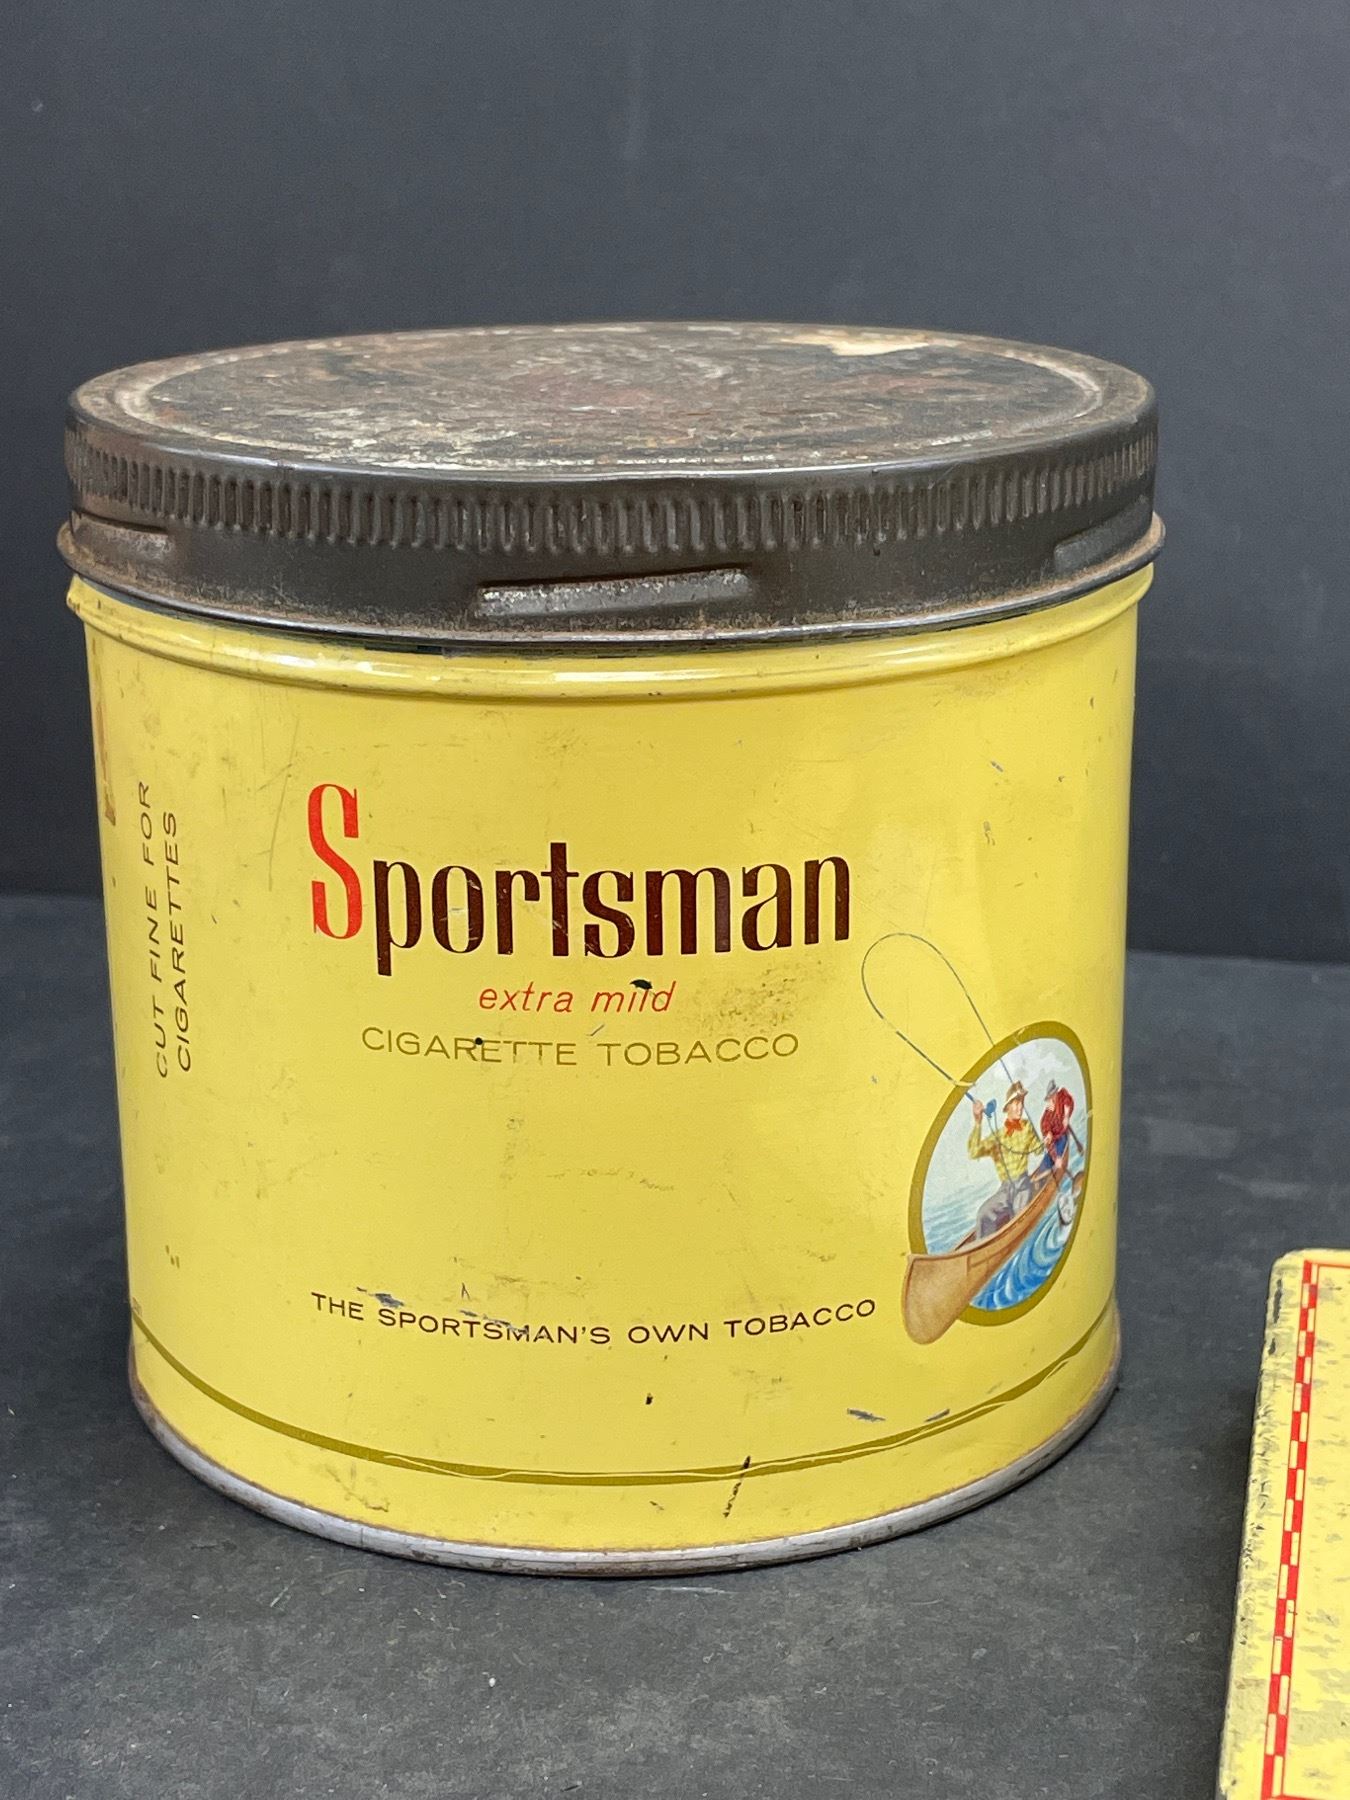 Sportsman
extra mild
CIGARETTE TOBACCO
THE SPORTSMAN'S OWN TOBACCO
CUT FINE FOR
CIGARETTES